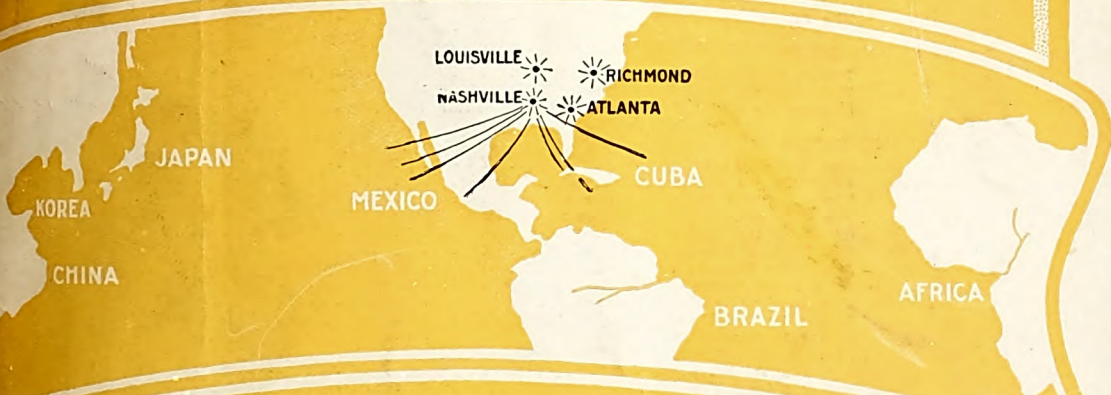 LOUISVILLE
RICHMOND
NASHVILLE
ATLANTA
JAPAN
CUBA
MEXICO
KOREA
CHINA
AFRICA
BRAZIL